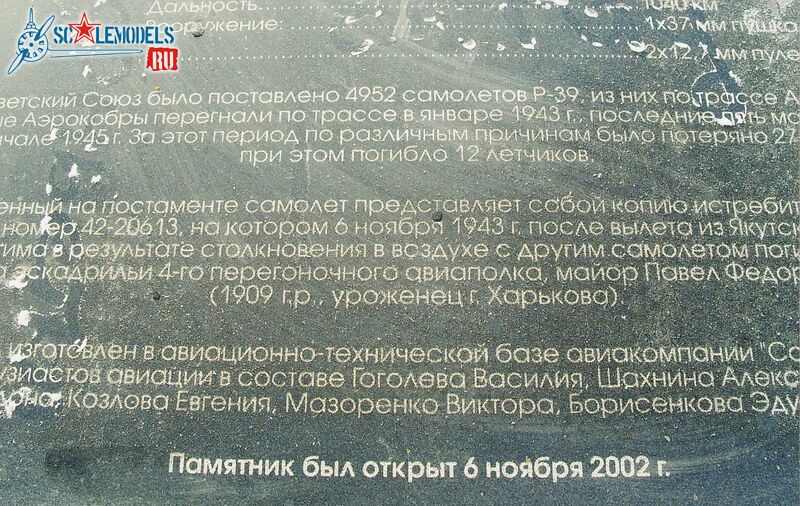 SCALEMODELS
.RU
Дальность 1040 км
Вооружение: 1х37 мм пушка
2х12,7 мм пуле
ветский Союз было поставлено 4952 самолетов Р-39, из них по трассе А
ые Аэрокобры перегнали по трассе в январе 1943 г., последние пять ма
ачале 1945 г. За этот период по различным причинам было потеряно 27
при этом погибло 12 летчиков.
енный на постаменте самолет представляет собой копию истребит
номер 42-20613, на котором 6 ноября 1943 г. после вылета из Якутск
тима в результате столкновения в воздухе с другим самолетом поги
а эскадрильи 4-го перегоночного авиаполка, майор Павел Федор
(1909 г.р., уроженец г. Харькова).
изготовлен в авиационно-технической базе авиакомпании "Са
узиастов авиации в составе Гоголева Василия, Шахнина Алекс
Козлова Евгения, Мазоренко Виктора, Борисенкова Эду
Памятник был открыт 6 ноября 2002 г.